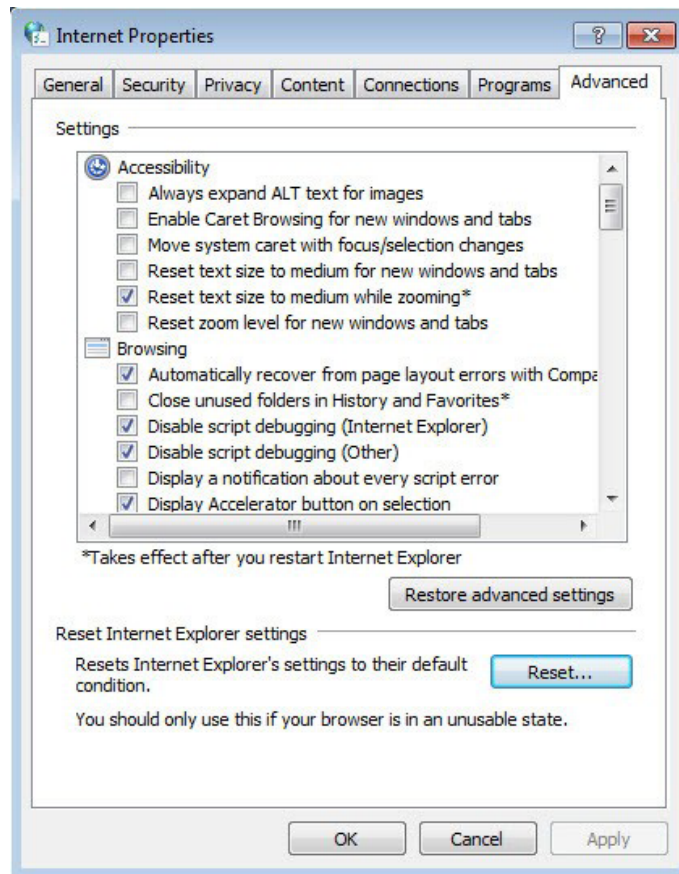 Internet Properties
General Security Privacy Content Connections Programs Advanced
Settings
Accessibility
Always expand ALT text for images
Enable Caret Browsing for new windows and tabs
Move system caret with focus/selection changes
Reset text size to medium for new windows and tabs
Reset text size to medium while zooming*
Reset zoom level for new windows and tabs
Browsing
Automatically recover from page layout errors with Compa
Close unused folders in History and Favorites*
Disable script debugging (Internet Explorer)
Disable script debugging (Other)
Display a notification about every script error
Display Accelerator button on selection
*Takes effect after you restart Internet Explorer
Restore advanced settings
Reset Internet Explorer settings
Resets Internet Explorer's settings to their default
condition.
Reset...
You should only use this if your browser is in an unusable state.
OK Cancel Apply